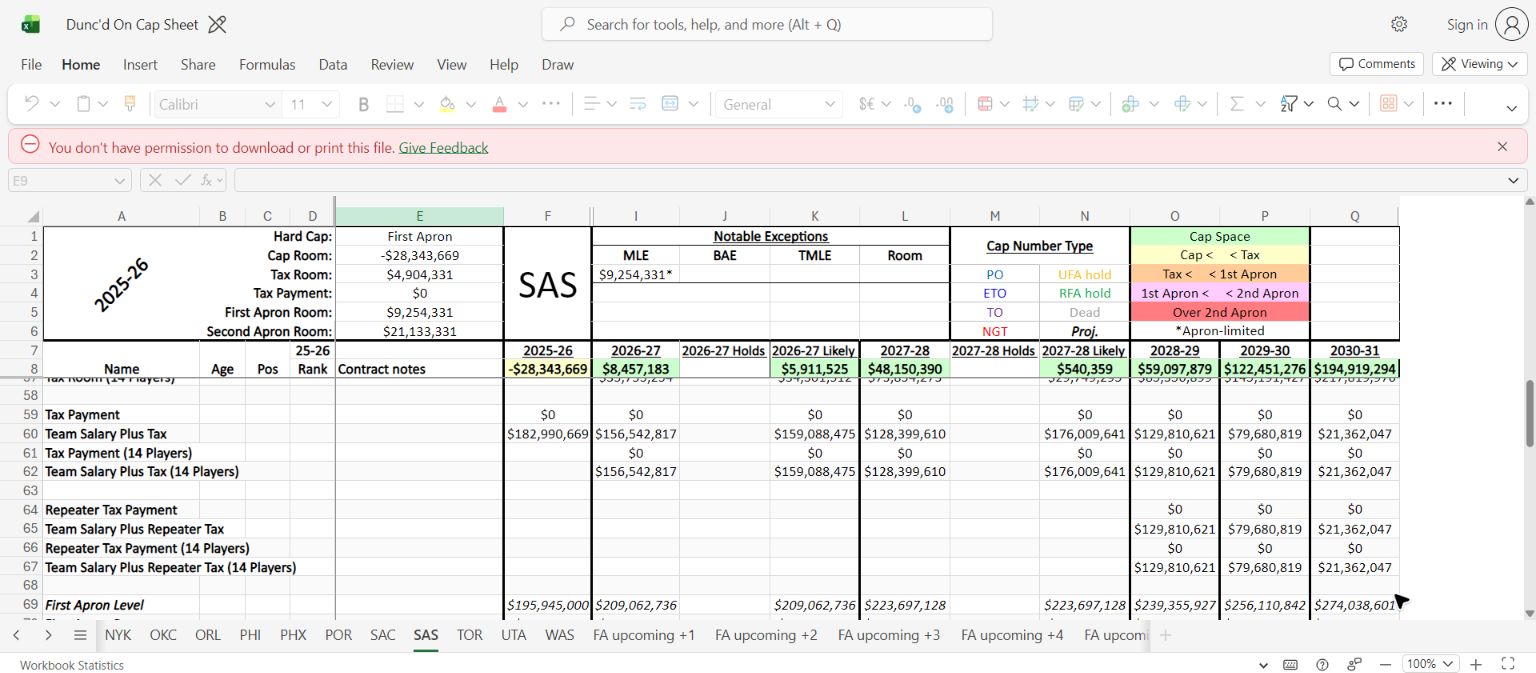 Dunc'd On Cap Sheet
Search for tools, help, and more (Alt + Q)
Sign in
File Home Insert Share Formulas Data Review View Help Draw
Comments Viewing
Calibri 11 B General $€ .0 .00
You don't have permission to download or print this file. Give Feedback
E9 fx
A B C D E F I J K L M N O P Q
1 Hard Cap: First Apron Notable Exceptions Cap Space
2 Cap Room: -$28,343,669 MLE BAE TMLE Room Cap Number Type Cap < < Tax
3 Tax Room: $4,904,331 $9,254,331* PO UFA hold Tax < < 1st Apron
4 Tax Payment: $0 ETO RFA hold 1st Apron < < 2nd Apron
5 First Apron Room: $9,254,331 TO Dead Over 2nd Apron
6 Second Apron Room: $21,133,331 NGT Proj. *Apron-limited
2025-26
SAS
7 25-26 2025-26 2026-27 2026-27 Holds 2026-27 Likely 2027-28 2027-28 Holds 2027-28 Likely 2028-29 2029-30 2030-31
8 Name Age Pos Rank Contract notes -$28,343,669 $8,457,183 $5,911,525 $48,150,390 $540,359 $59,097,879 $122,451,276 $194,919,294
Tax Room (14 Players)
58
59 Tax Payment $0 $0 $0 $0 $0 $0 $0 $0
60 Team Salary Plus Tax $182,990,669 $156,542,817 $159,088,475 $128,399,610 $176,009,641 $129,810,621 $79,680,819 $21,362,047
61 Tax Payment (14 Players) $0 $0 $0 $0 $0 $0 $0
62 Team Salary Plus Tax (14 Players) $156,542,817 $159,088,475 $128,399,610 $176,009,641 $129,810,621 $79,680,819 $21,362,047
63
64 Repeater Tax Payment $0 $0 $0
65 Team Salary Plus Repeater Tax $129,810,621 $79,680,819 $21,362,047
66 Repeater Tax Payment (14 Players) $0 $0 $0
67 Team Salary Plus Repeater Tax (14 Players) $129,810,621 $79,680,819 $21,362,047
68
69 First Apron Level $195,945,000 $209,062,736 $209,062,736 $223,697,128 $223,697,128 $239,355,927 $256,110,842 $274,038,601
NYK OKC ORL PHI PHX POR SAC SAS TOR UTA WAS FA upcoming +1 FA upcoming +2 FA upcoming +3 FA upcoming +4 FA upcomi
Workbook Statistics 100%